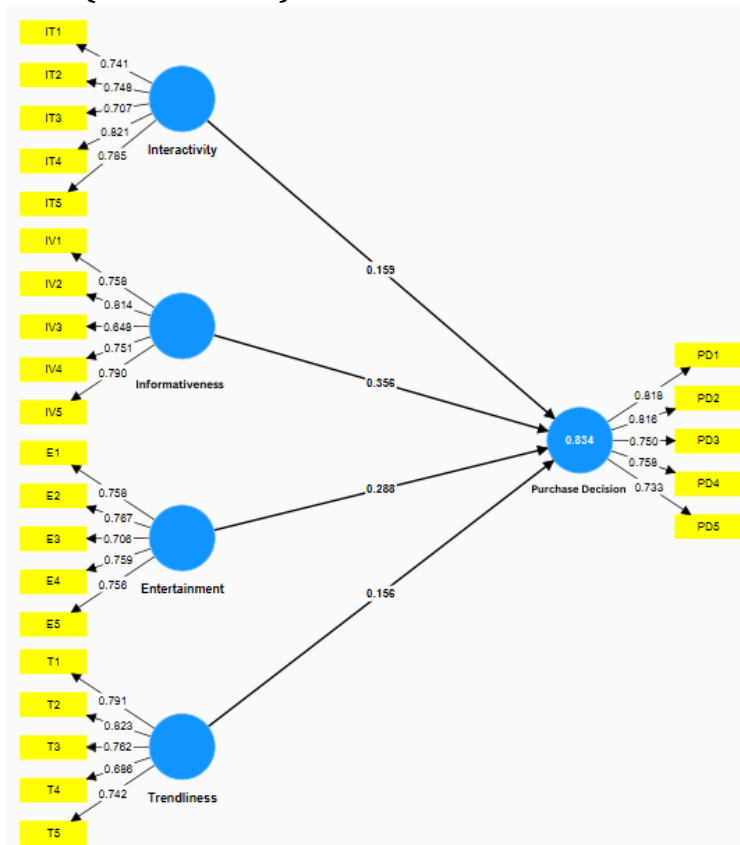 IT1
0.741
IT2
0.748
IT3
0.707
0.821
IT4
0.785
Interactivity
IT5
IV1
0.758
IV2
0.814
IV3
0.648
0.751
IV4
0.790
Informativeness
IV5
E1
0.758
E2
0.767
E3
0.706
0.759
E4
0.756
Entertainment
E5
T1
0.791
T2
0.823
T3
0.762
0.686
T4
0.742
Trendliness
T5
0.159
0.356
0.288
0.156
0.834
Purchase Decision
PD1
0.818
PD2
0.816
0.750
PD3
0.758
PD4
0.733
PD5